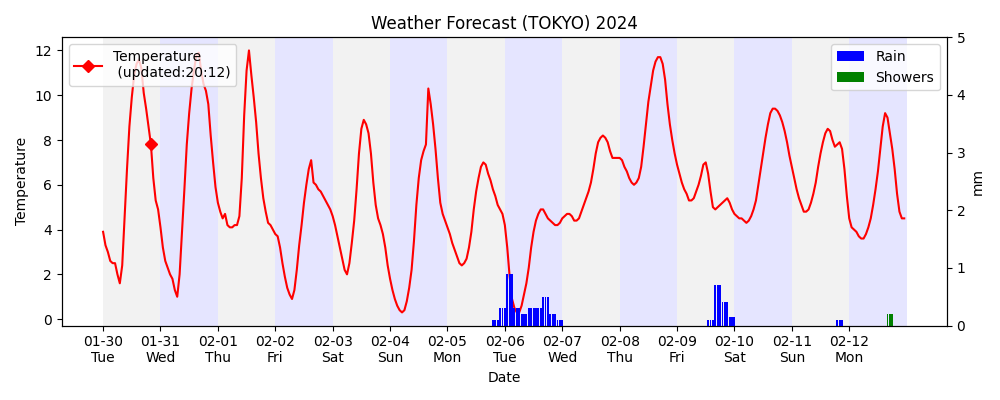 Weather Forecast (TOKYO) 2024
Temperature
(updated:20:12)
Rain
Showers
Temperature
12
10
8
6
4
2
0
5
4
3
2
1
0
mm
01-30 01-31 02-01 02-02 02-03 02-04 02-05 02-06 02-07 02-08 02-09 02-10 02-11 02-12
Tue Wed Thu Fri Sat Sun Mon Tue Wed Thu Fri Sat Sun Mon
Date